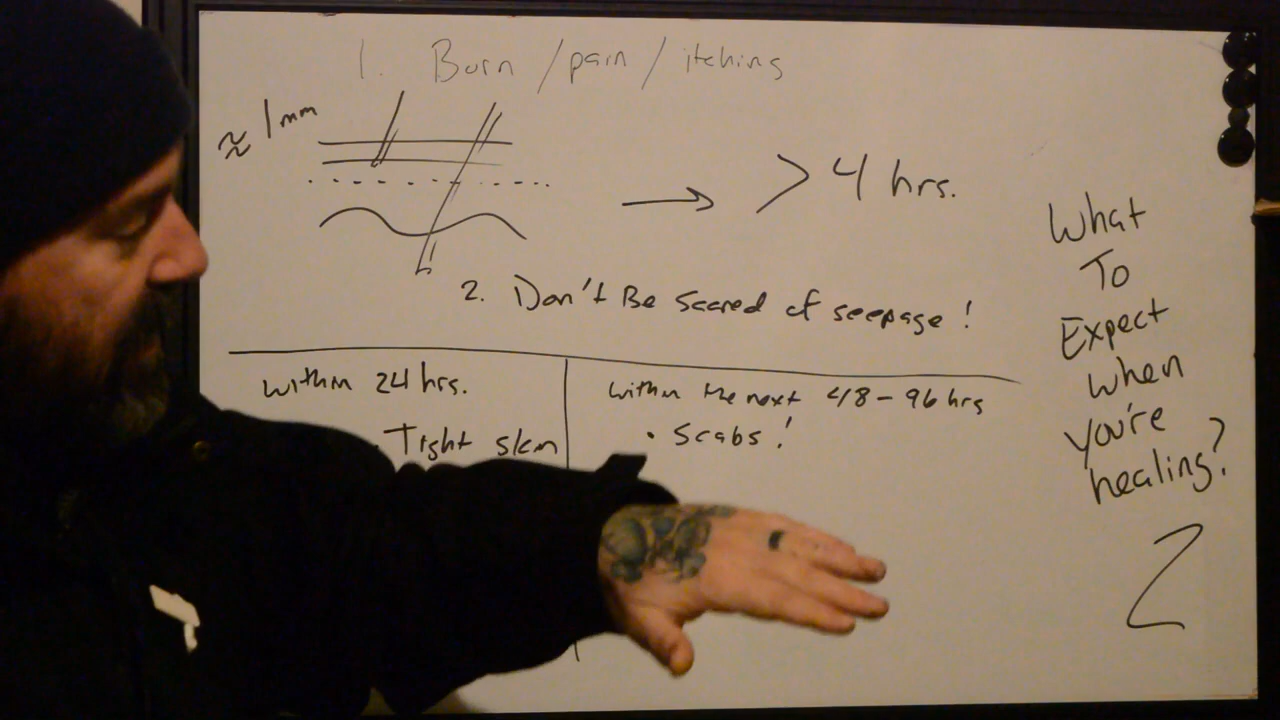 1. Burn / pain / itching
≈ 1mm
→ > 4 hrs.
2. Don't Be Scared of seepage!
within 24 hrs.
• Tight skin
within the next 48-96 hrs
• Scabs!
What
To
Expect
when
you're
healing?
2